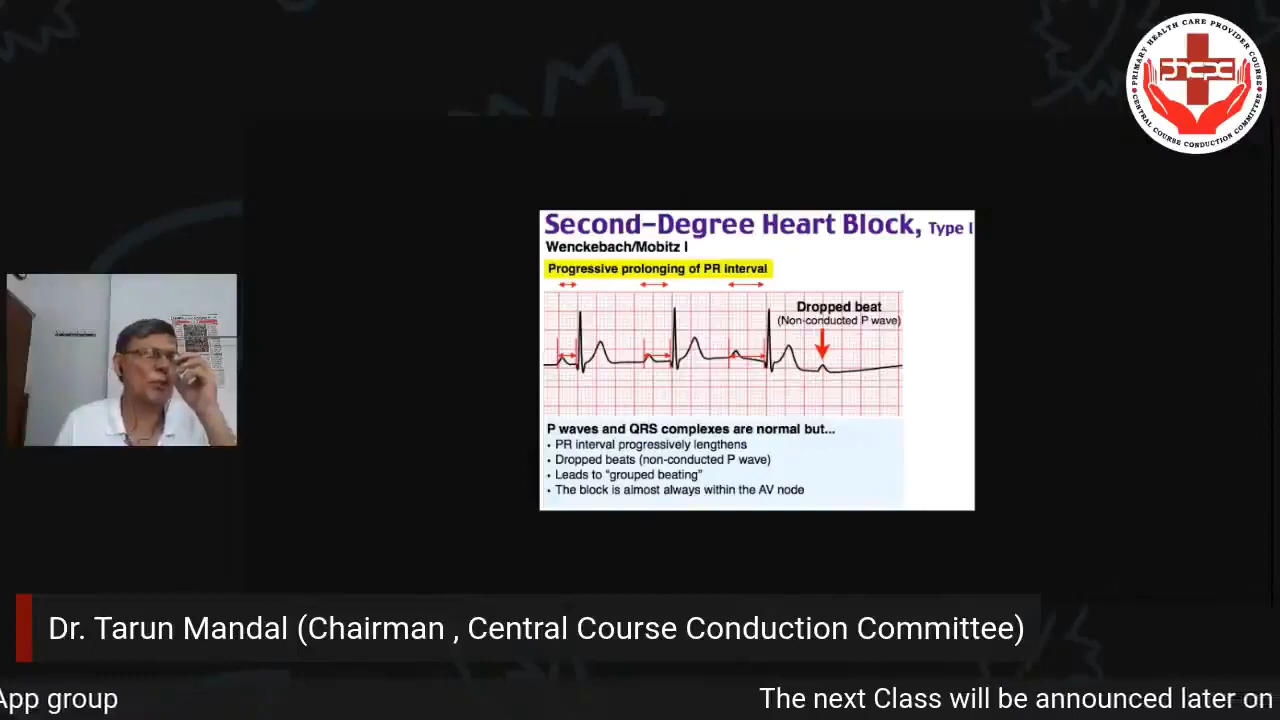 PRIMARY HEALTH CARE PROVIDER COURSE
phcpc
CENTRAL COURSE CONDUCTION COMMITTEE
Second-Degree Heart Block, Type I
Wenckebach/Mobitz I
Progressive prolonging of PR interval
Dropped beat
(Non-conducted P wave)
P waves and QRS complexes are normal but...
• PR interval progressively lengthens
• Dropped beats (non-conducted P wave)
• Leads to “grouped beating”
• The block is almost always within the AV node
Dr. Tarun Mandal (Chairman , Central Course Conduction Committee)
App group
The next Class will be announced later on